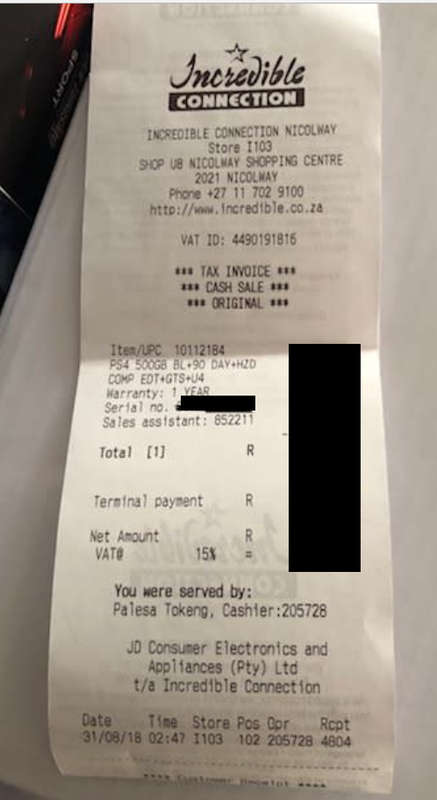 SPORT
Incredible
CONNECTION
INCREDIBLE CONNECTION NICOLWAY
Store I103
SHOP U8 NICOLWAY SHOPPING CENTRE
2021 NICOLWAY
Phone +27 11 702 9100
http://www.incredible.co.za
VAT ID: 4490191816
*** TAX INVOICE ***
*** CASH SALE ***
*** ORIGINAL ***
Item/UPC 10112184
PS4 500GB BL+90 DAY+HZD
COMP EDT+GTS+U4
Warranty: 1 YEAR
Serial no.
Sales assistant: 852211
Total [1] R
Terminal payment R
Net Amount R
VAT@ 15% =
You were served by:
Palesa Tokeng, Cashier:205728
JD Consumer Electronics and
Appliances (Pty) Ltd
t/a Incredible Connection
Date Time Store Pos Opr Rcpt
31/08/18 02:47 I103 102 205728 4804
**** Customer Receipt ****